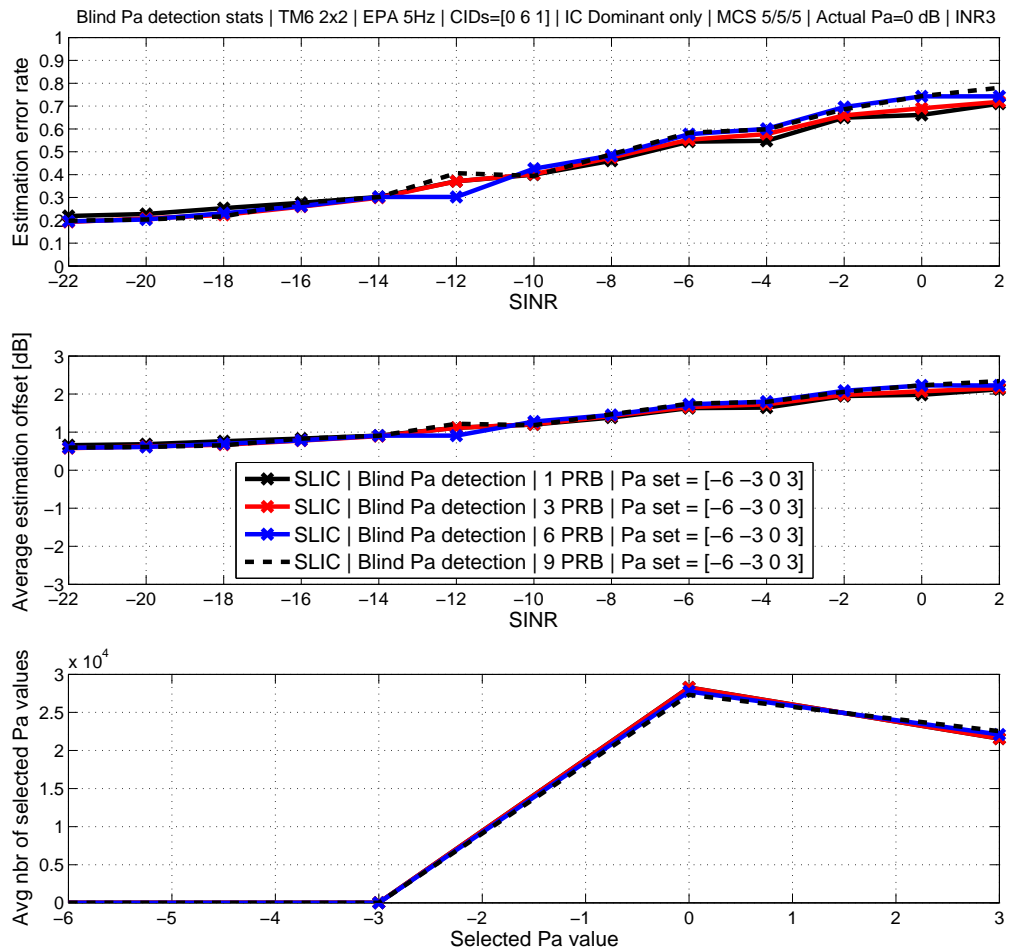 Blind Pa detection stats | TM6 2x2 | EPA 5Hz | CIDs=[0 6 1] | IC Dominant only | MCS 5/5/5 | Actual Pa=0 dB | INR3
1
0.9
0.8
0.7
0.6
0.5
0.4
0.3
0.2
0.1
0
Estimation error rate
−22 −20 −18 −16 −14 −12 −10 −8 −6 −4 −2 0 2
SINR
3
2
1
0
−1
−2
−3
Average estimation offset [dB]
SLIC | Blind Pa detection | 1 PRB | Pa set = [−6 −3 0 3]
SLIC | Blind Pa detection | 3 PRB | Pa set = [−6 −3 0 3]
SLIC | Blind Pa detection | 6 PRB | Pa set = [−6 −3 0 3]
SLIC | Blind Pa detection | 9 PRB | Pa set = [−6 −3 0 3]
−22 −20 −18 −16 −14 −12 −10 −8 −6 −4 −2 0 2
SINR
x 10^4
3
2.5
2
1.5
1
0.5
0
Avg nbr of selected Pa values
−6 −5 −4 −3 −2 −1 0 1 2 3
Selected Pa value